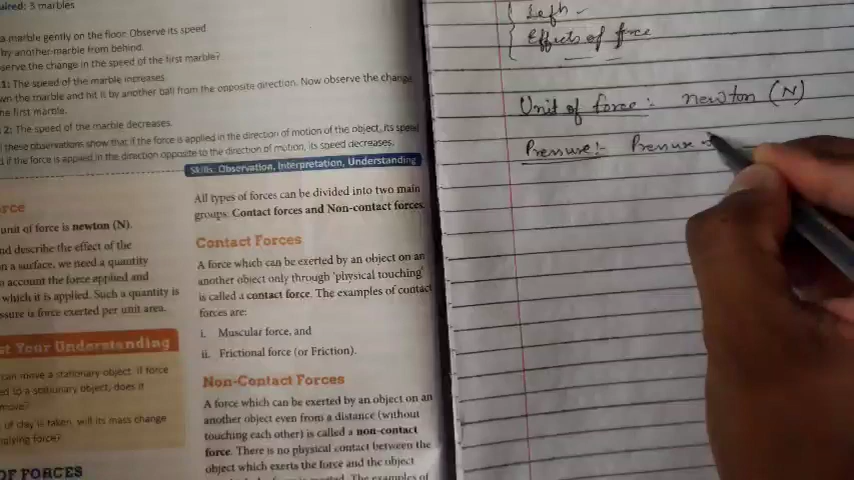 uired: 3 marbles
a marble gently on the floor. Observe its speed
by another marble from behind.
serve the change in the speed of the first marble?
1: The speed of the marble increases
wn the marble and hit is by another ball from the opposite direction. Now observe the change
he first marble.
2: The speed of the marble decreases.
these observations show that if the force is applied in the direction of motion of the object, its speed
d if the force is applied in the direction opposite to the direction of motion, its speed decreases.
Skills: Observation, Interpretation, Understanding
orce
unit of force is newton (N).
nd describe the effect of the
n a surface, we need a quantity
account the force applied and
which it is applied. Such a quantity is
ssure is force exerted per unit area.
st Your Understanding
can move a stationary object. If force
ed to a stationary object, does it
move?
of day is taken, will its mass change
plying force?
OF FORCES
All types of forces can be divided into two main
groups: Contact forces and Non-contact forces.
Contact Forces
A force which can be exerted by an object on an
another object only through 'physical touching'
is called a contact force. The examples of contact
forces are:
i. Muscular force, and
ii. Frictional force (or Friction).
Non-Contact Forces
A force which can be exerted by an object on an
another object even from a distance (without
touching each other) is called a non-contact
force. There is no physical contact between the
object which exerts the force and the object
Effects of force
Unit of force: newton (N)
Pressure:- Pressure